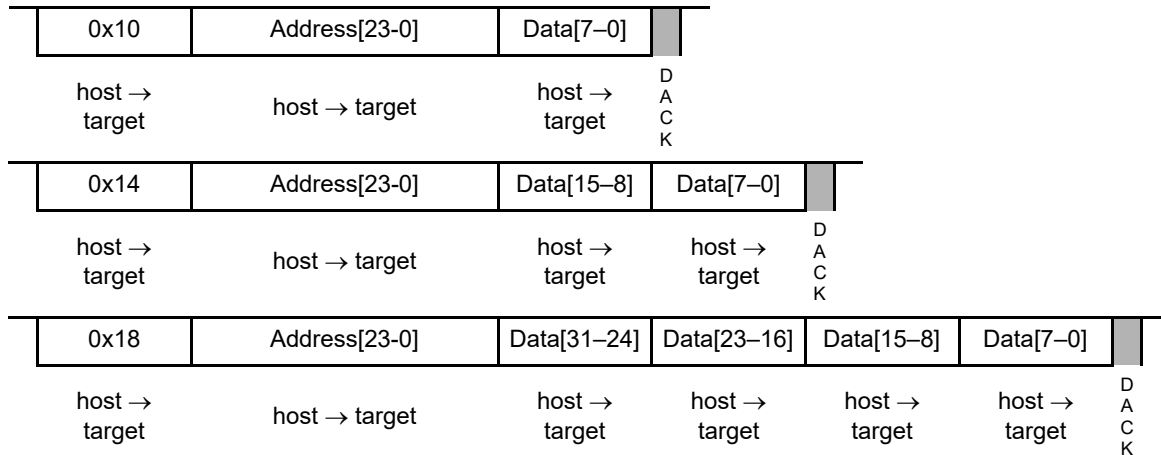 0x10 Address[23-0] Data[7–0]
host → target host → target host → target D A C K
0x14 Address[23-0] Data[15–8] Data[7–0]
host → target host → target host → target host → target D A C K
0x18 Address[23-0] Data[31–24] Data[23–16] Data[15–8] Data[7–0]
host → target host → target host → target host → target host → target host → target D A C K